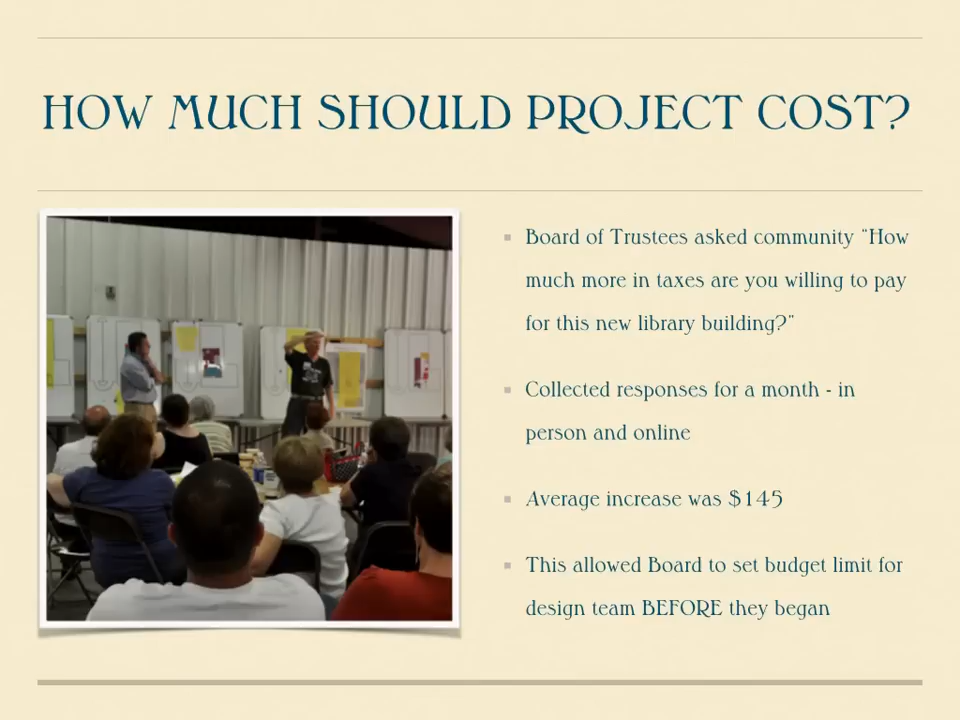 HOW MUCH SHOULD PROJECT COST?
Board of Trustees asked community "How
much more in taxes are you willing to pay
for this new library building?"
Collected responses for a month - in
person and online
Average increase was $145
This allowed Board to set budget limit for
design team BEFORE they began